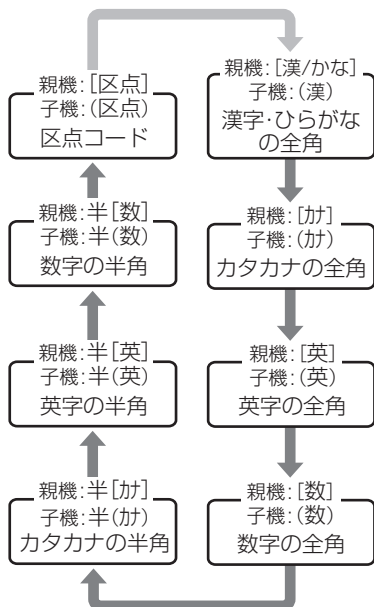 親機:[区点]
子機:(区点)
区点コード
親機:[漢/かな]
子機:(漢)
漢字・ひらがな
の全角
親機:半[数]
子機:半(数)
数字の半角
親機:[カナ]
子機:(カナ)
カタカナの全角
親機:半[英]
子機:半(英)
英字の半角
親機:[英]
子機:(英)
英字の全角
親機:半[カナ]
子機:半(カナ)
カタカナの半角
親機:[数]
子機:(数)
数字の全角